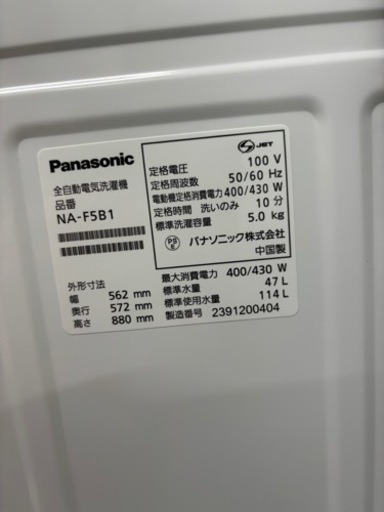 Panasonic
全自動電気洗濯機
品番
NA-F5B1
外形寸法
幅 562 mm
奥行 572 mm
高さ 880 mm
JET
定格電圧 100 V
定格周波数 50/60 Hz
電動機定格消費電力 400/430 W
定格時間 洗いのみ 10 分
標準洗濯容量 5.0 kg
PS E パナソニック株式会社
中国製
最大消費電力 400/430 W
標準水量 47 L
標準使用水量 114 L
製造番号 2391200404